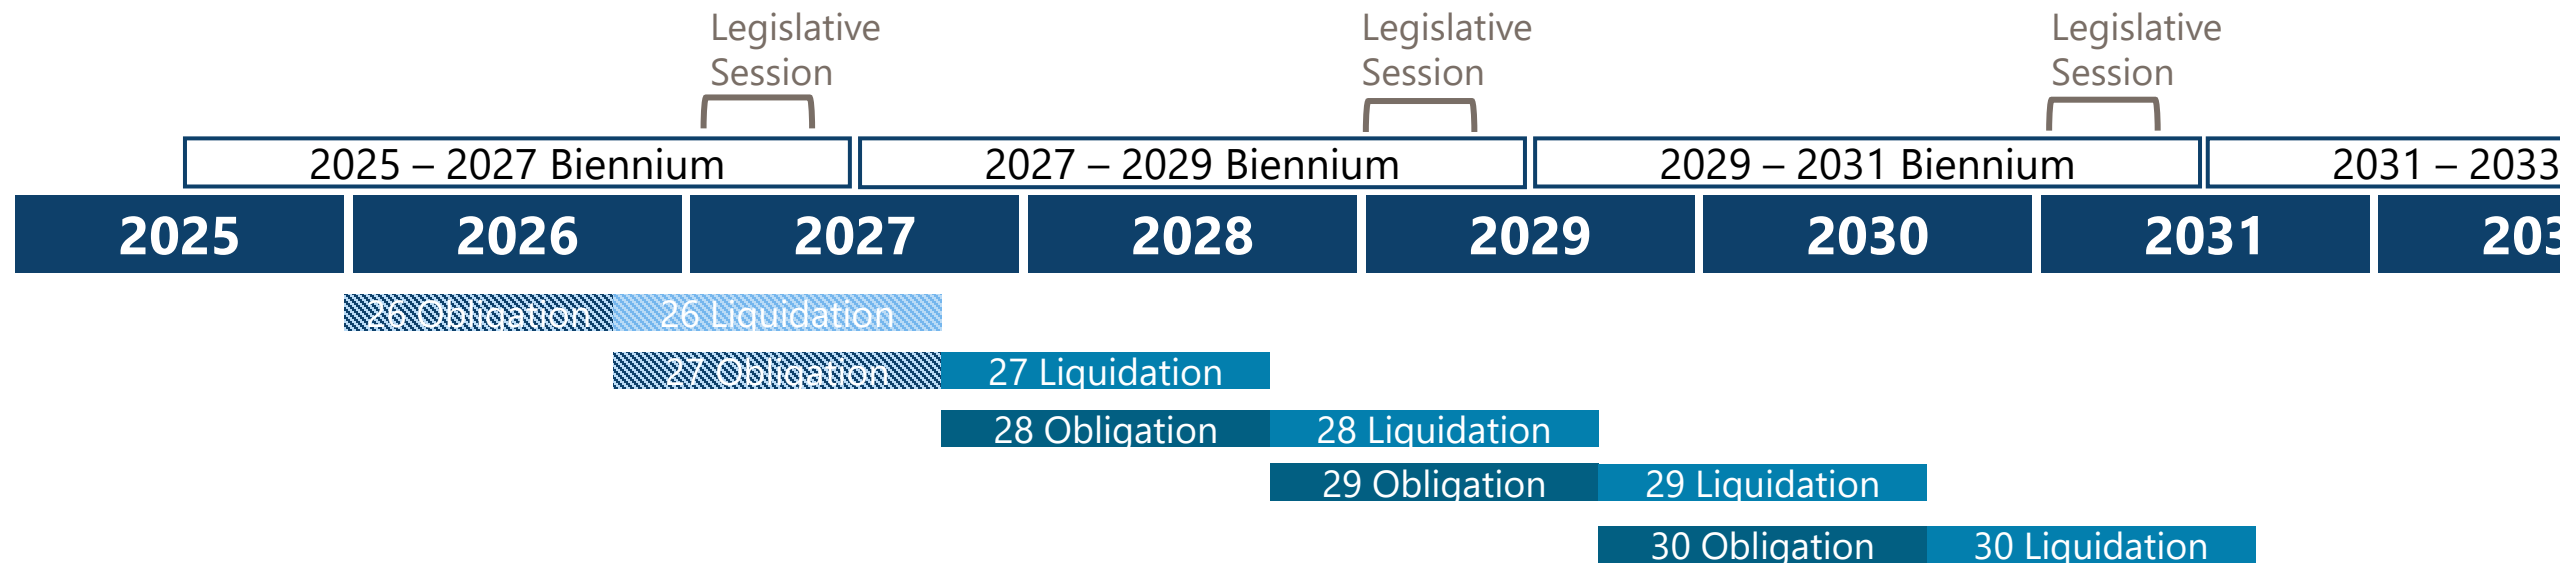 Legislative
Session
Legislative
Session
Legislative
Session
2025 – 2027 Biennium
2027 – 2029 Biennium
2029 – 2031 Biennium
2031 – 2033
2025
2026
2027
2028
2029
2030
2031
26 Obligation
26 Liquidation
27 Obligation
27 Liquidation
28 Obligation
28 Liquidation
29 Obligation
29 Liquidation
30 Obligation
30 Liquidation